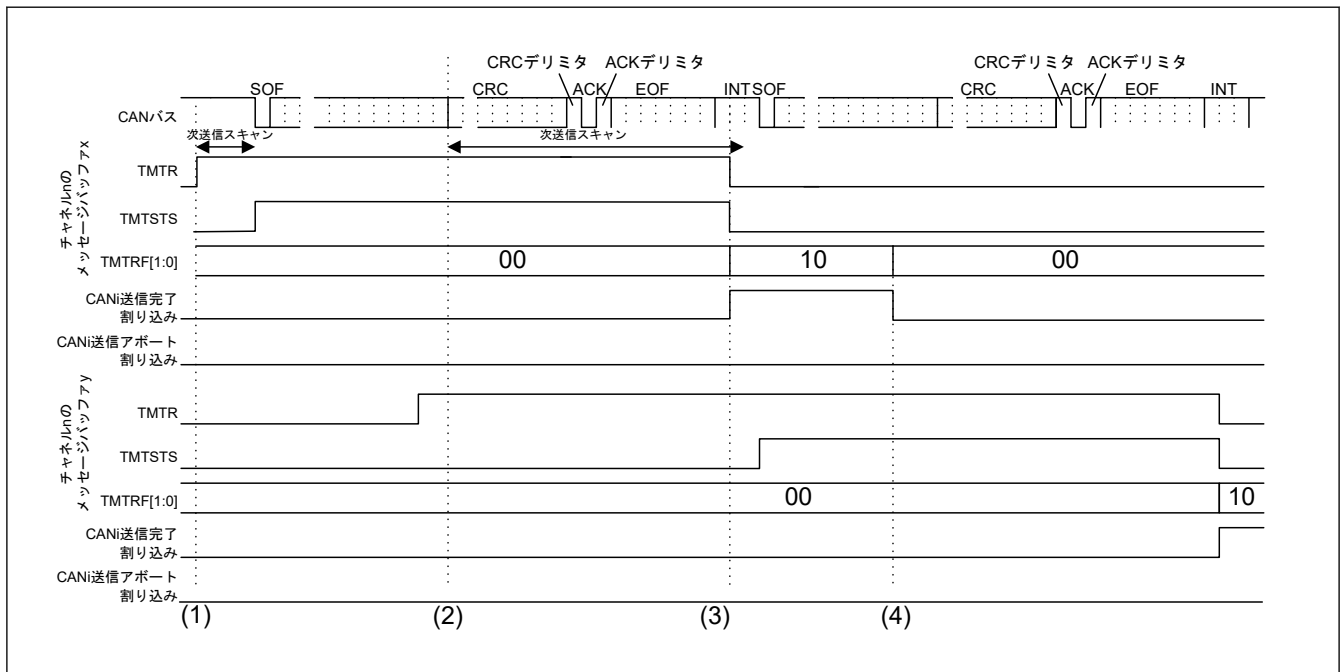 CRCデリミタ ACKデリミタ CRCデリミタ ACKデリミタ
SOF CRC ACK EOF INT SOF CRC ACK EOF INT
CANバス
次送信スキャン 次送信スキャン
チャネルnの
メッセージバッファx
TMTR
TMTSTS
TMTRF[1:0] 00 10 00
CANi送信完了
割り込み
CANi送信アボート
割り込み
チャネルnの
メッセージバッファy
TMTR
TMTSTS
TMTRF[1:0] 00 10
CANi送信完了
割り込み
CANi送信アボート
割り込み
(1) (2) (3) (4)